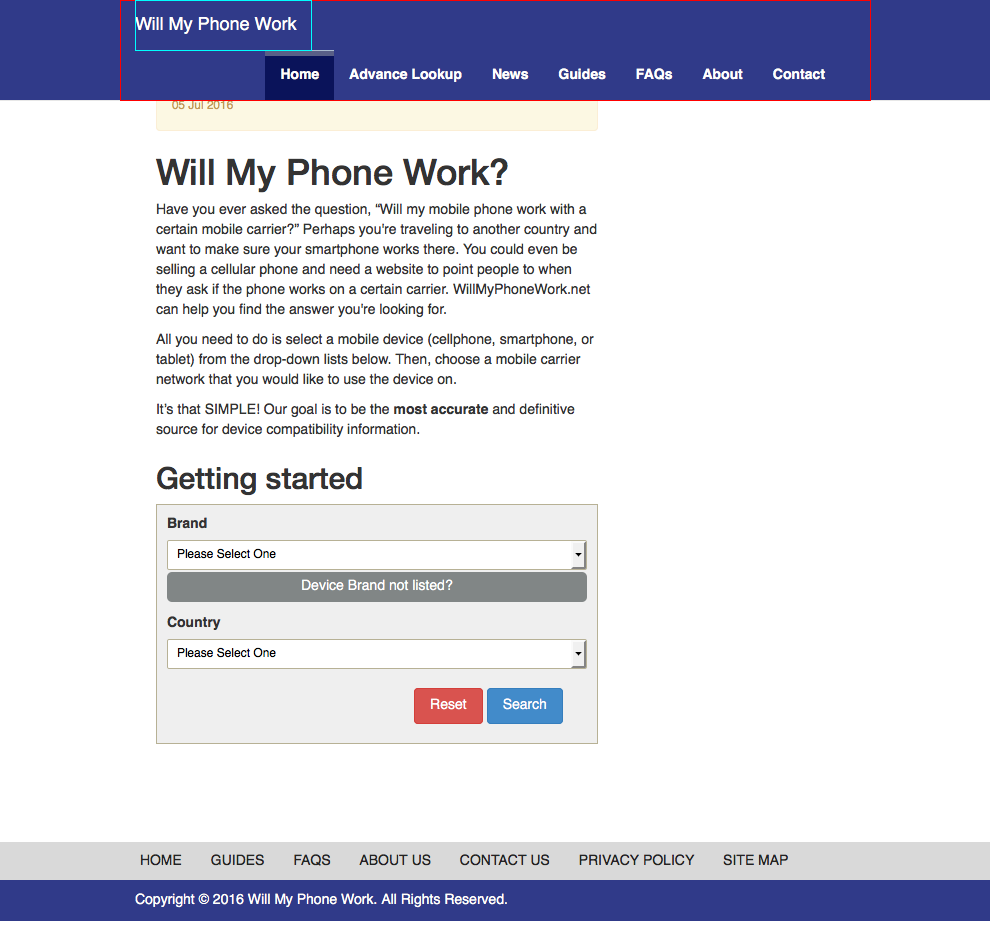 Will My Phone Work
Home Advance Lookup News Guides FAQs About Contact
05 Jul 2016
Will My Phone Work?
Have you ever asked the question, “Will my mobile phone work with a
certain mobile carrier?” Perhaps you're traveling to another country and
want to make sure your smartphone works there. You could even be
selling a cellular phone and need a website to point people to when
they ask if the phone works on a certain carrier. WillMyPhoneWork.net
can help you find the answer you're looking for.
All you need to do is select a mobile device (cellphone, smartphone, or
tablet) from the drop-down lists below. Then, choose a mobile carrier
network that you would like to use the device on.
It's that SIMPLE! Our goal is to be the most accurate and definitive
source for device compatibility information.
Getting started
Brand
Please Select One
Device Brand not listed?
Country
Please Select One
Reset Search
HOME GUIDES FAQS ABOUT US CONTACT US PRIVACY POLICY SITE MAP
Copyright © 2016 Will My Phone Work. All Rights Reserved.